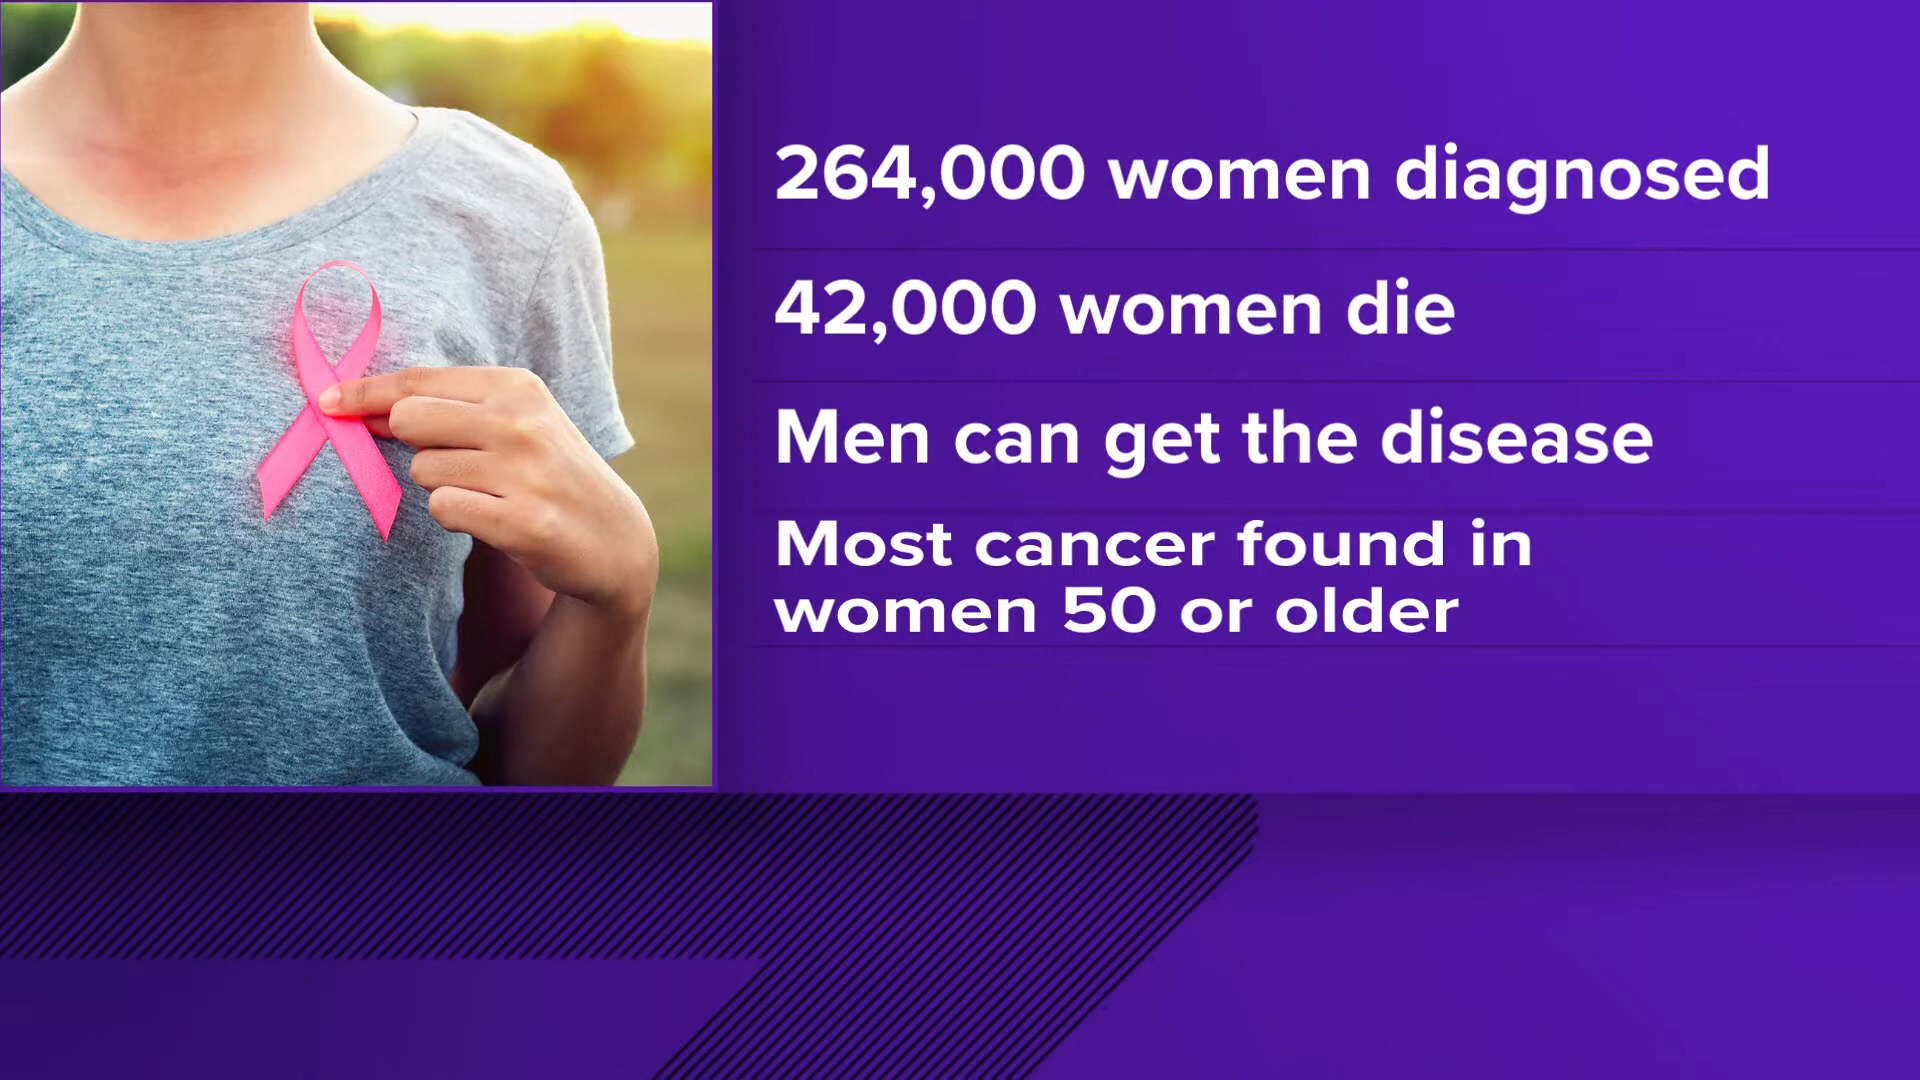 264,000 women diagnosed
42,000 women die
Men can get the disease
Most cancer found in
women 50 or older